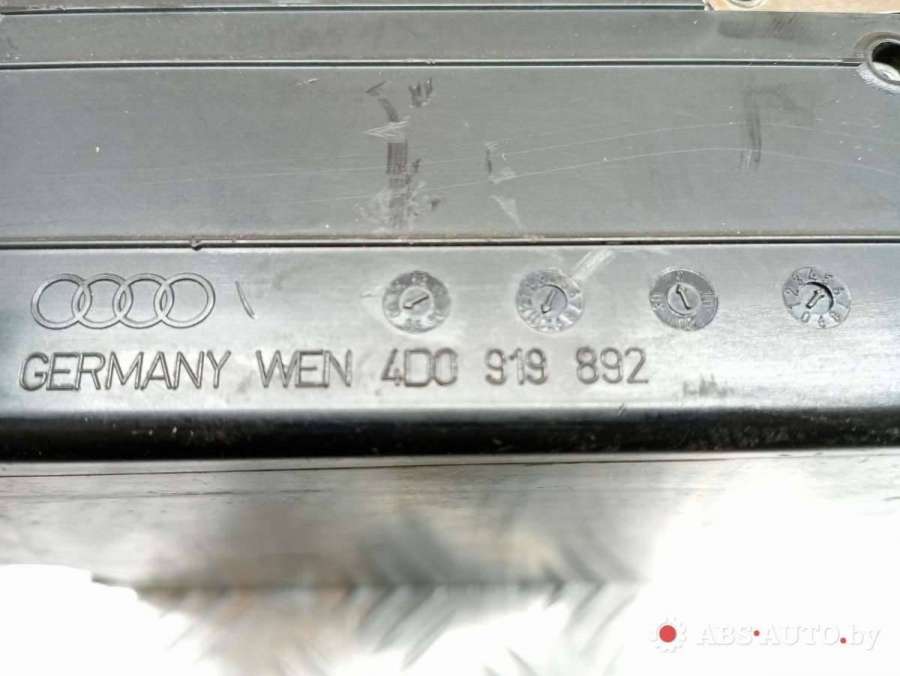 GERMANY WEN 4D0 919 892
ABS-AUTO.by